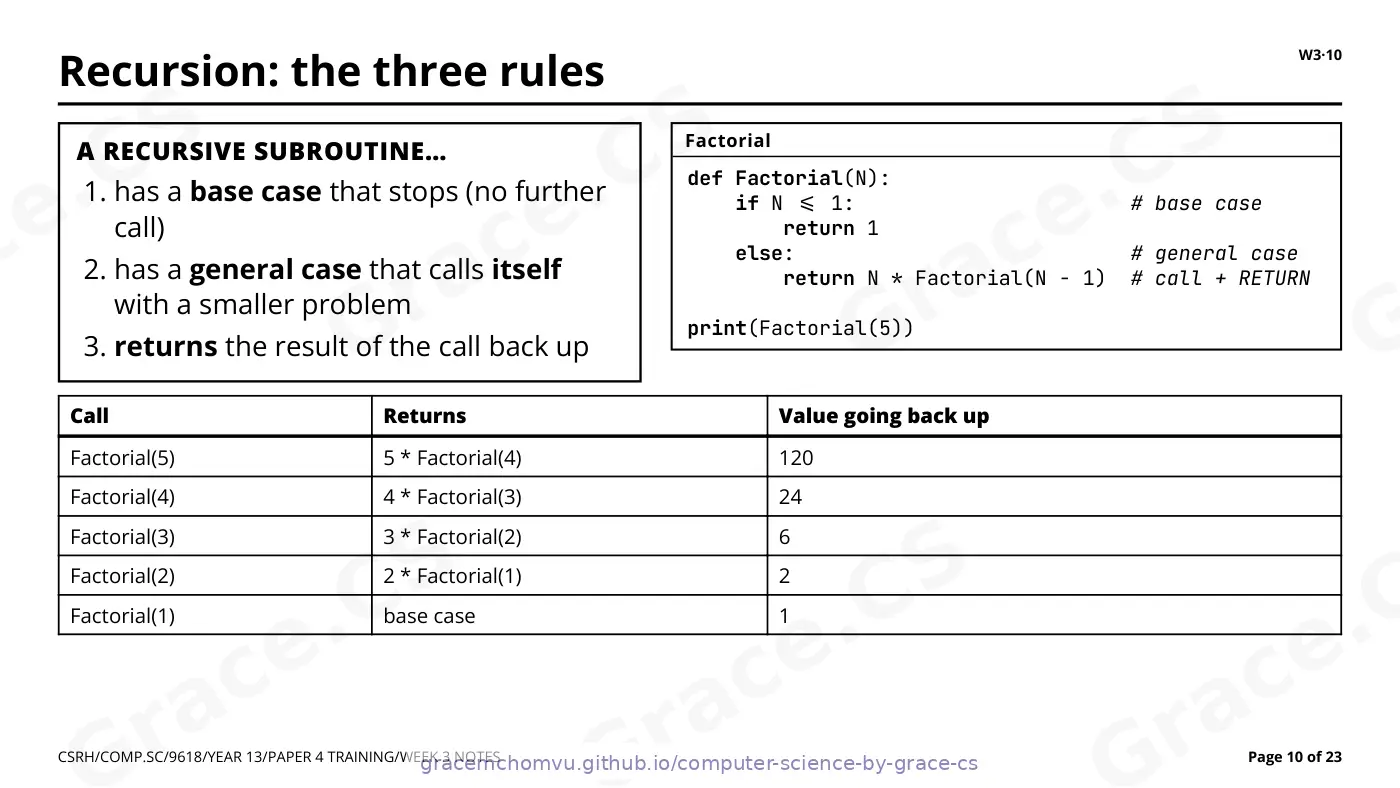 Recursion: the three rules
W3·10
A RECURSIVE SUBROUTINE…
1. has a base case that stops (no further
call)
2. has a general case that calls itself
with a smaller problem
3. returns the result of the call back up
Factorial
def Factorial(N):
    if N <= 1:                       # base case
        return 1
    else:                            # general case
        return N * Factorial(N - 1)  # call + RETURN
print(Factorial(5))
Call Returns Value going back up
Factorial(5) 5 * Factorial(4) 120
Factorial(4) 4 * Factorial(3) 24
Factorial(3) 3 * Factorial(2) 6
Factorial(2) 2 * Factorial(1) 2
Factorial(1) base case 1
CSRH/COMP.SC/9618/YEAR 13/PAPER 4 TRAINING/WEEK 3 NOTES
gracemchomvu.github.io/computer-science-by-grace-cs
Page 10 of 23
Grace.CS